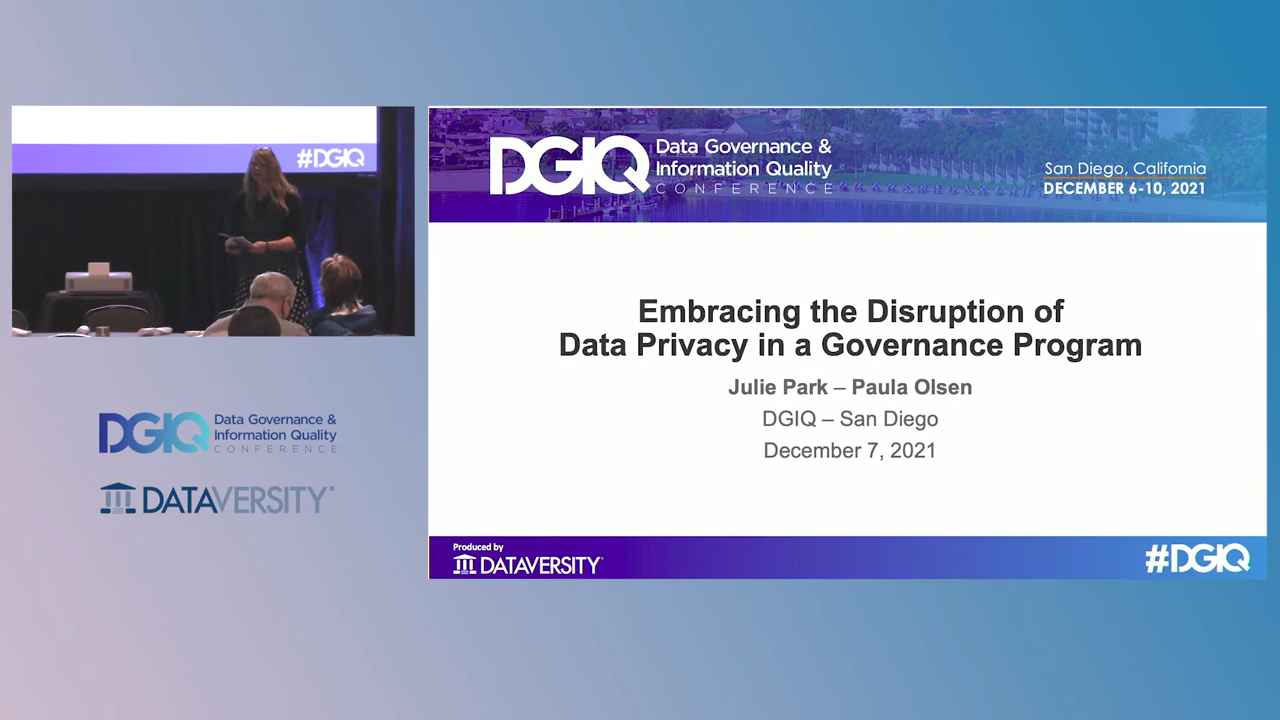 #DGIQ
DGIQ Data Governance &
Information Quality
CONFERENCE
San Diego, California
DECEMBER 6-10, 2021
Embracing the Disruption of
Data Privacy in a Governance Program
Julie Park – Paula Olsen
DGIQ – San Diego
December 7, 2021
Produced by
DATAVERSITY
#DGIQ
DGIQ Data Governance &
Information Quality
CONFERENCE
DATAVERSITY